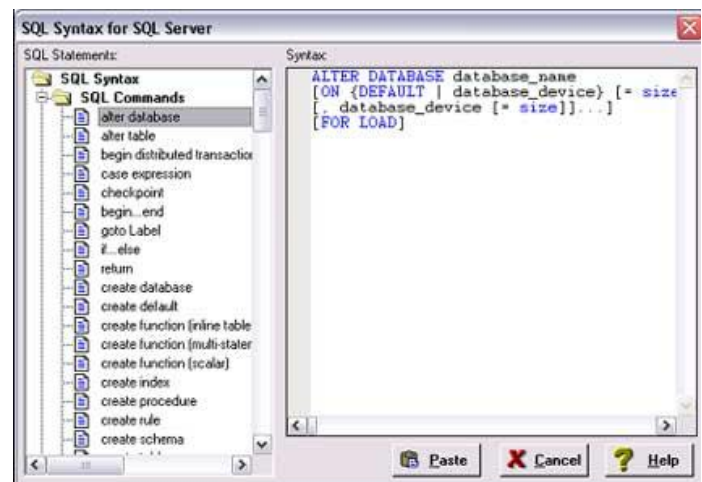 SQL Syntax for SQL Server
SQL Statements:
SQL Syntax
SQL Commands
alter database
alter table
begin distributed transaction
case expression
checkpoint
begin...end
goto Label
if...else
return
create database
create default
create function (inline table
create function (multi-stater
create function (scalar)
create index
create procedure
create rule
create schema
Syntax:
ALTER DATABASE database_name
[ON {DEFAULT | database_device} [= size
[, database_device [= size]]...]
[FOR LOAD]
Paste
Cancel
Help